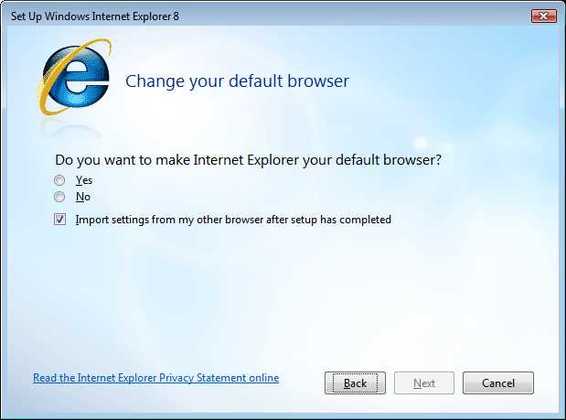 Set Up Windows Internet Explorer 8
Change your default browser
Do you want to make Internet Explorer your default browser?
Yes
No
Import settings from my other browser after setup has completed
Read the Internet Explorer Privacy Statement online
Back
Next
Cancel